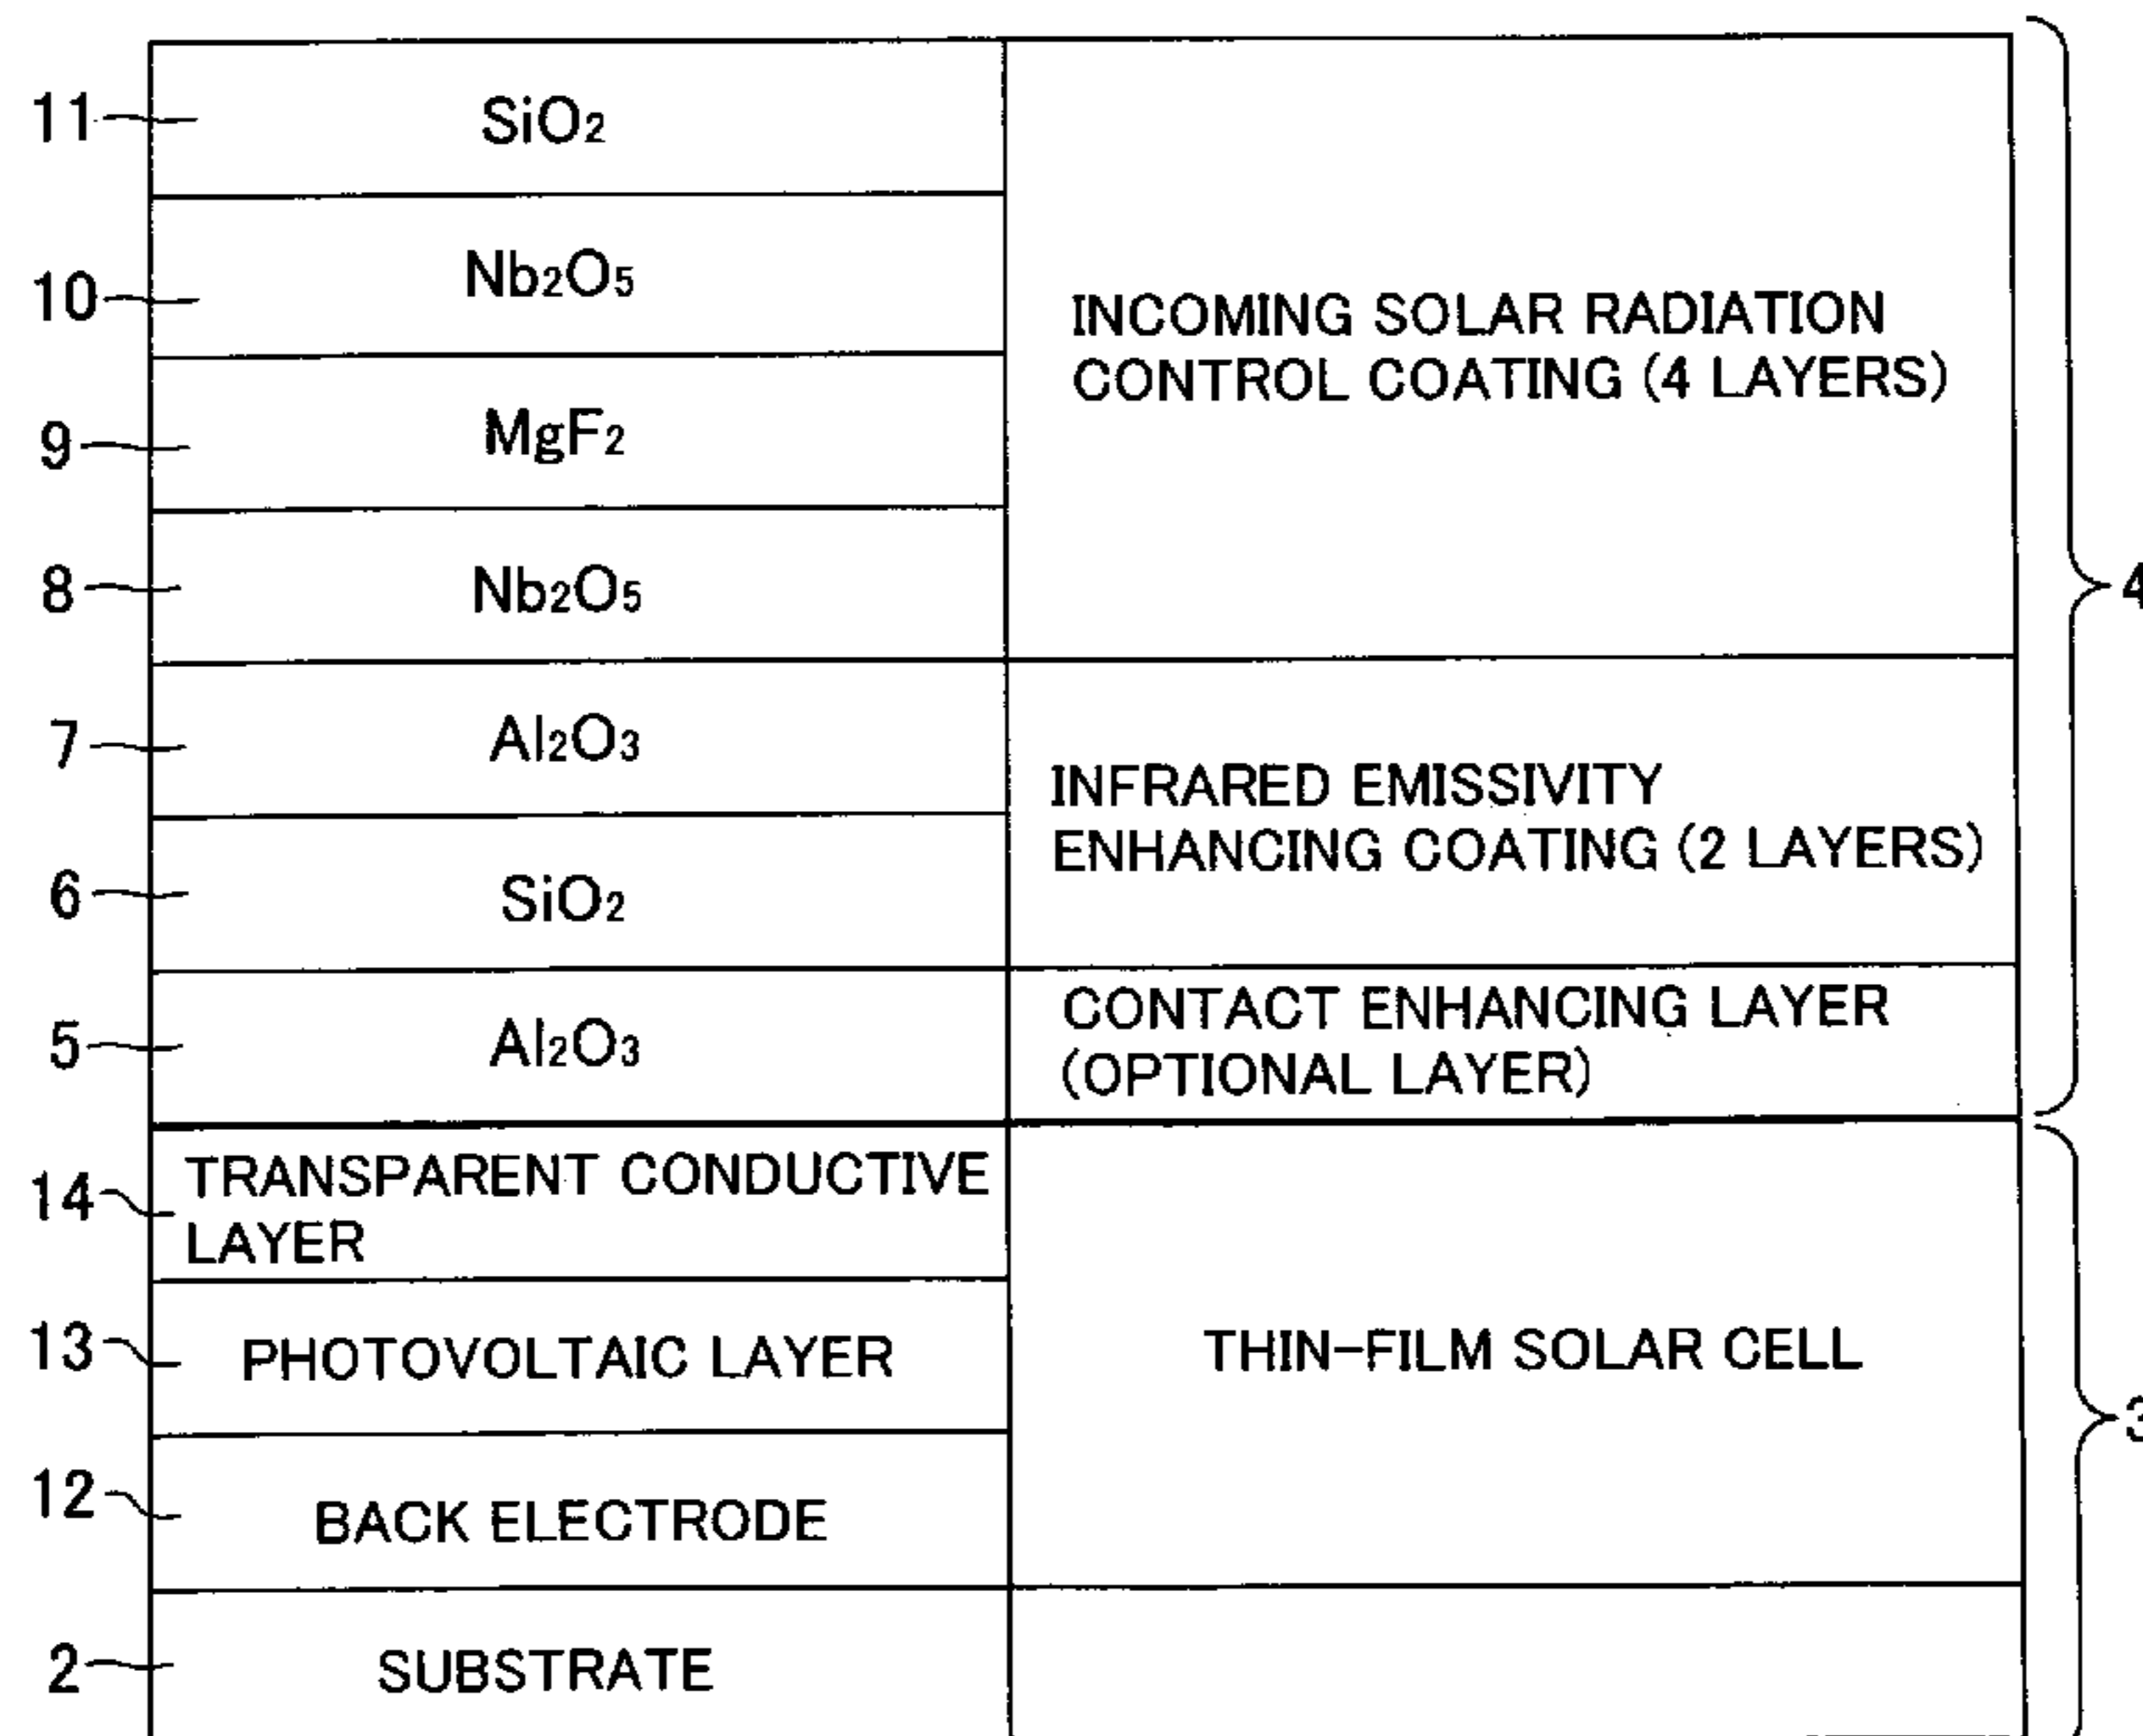 11 SiO₂
10 Nb₂O₅
INCOMING SOLAR RADIATION
CONTROL COATING (4 LAYERS)
9 MgF₂
8 Nb₂O₅
4
7 Al₂O₃
INFRARED EMISSIVITY
ENHANCING COATING (2 LAYERS)
6 SiO₂
5 Al₂O₃
CONTACT ENHANCING LAYER
(OPTIONAL LAYER)
14 TRANSPARENT CONDUCTIVE
LAYER
13 PHOTOVOLTAIC LAYER
THIN-FILM SOLAR CELL
3
12 BACK ELECTRODE
2 SUBSTRATE